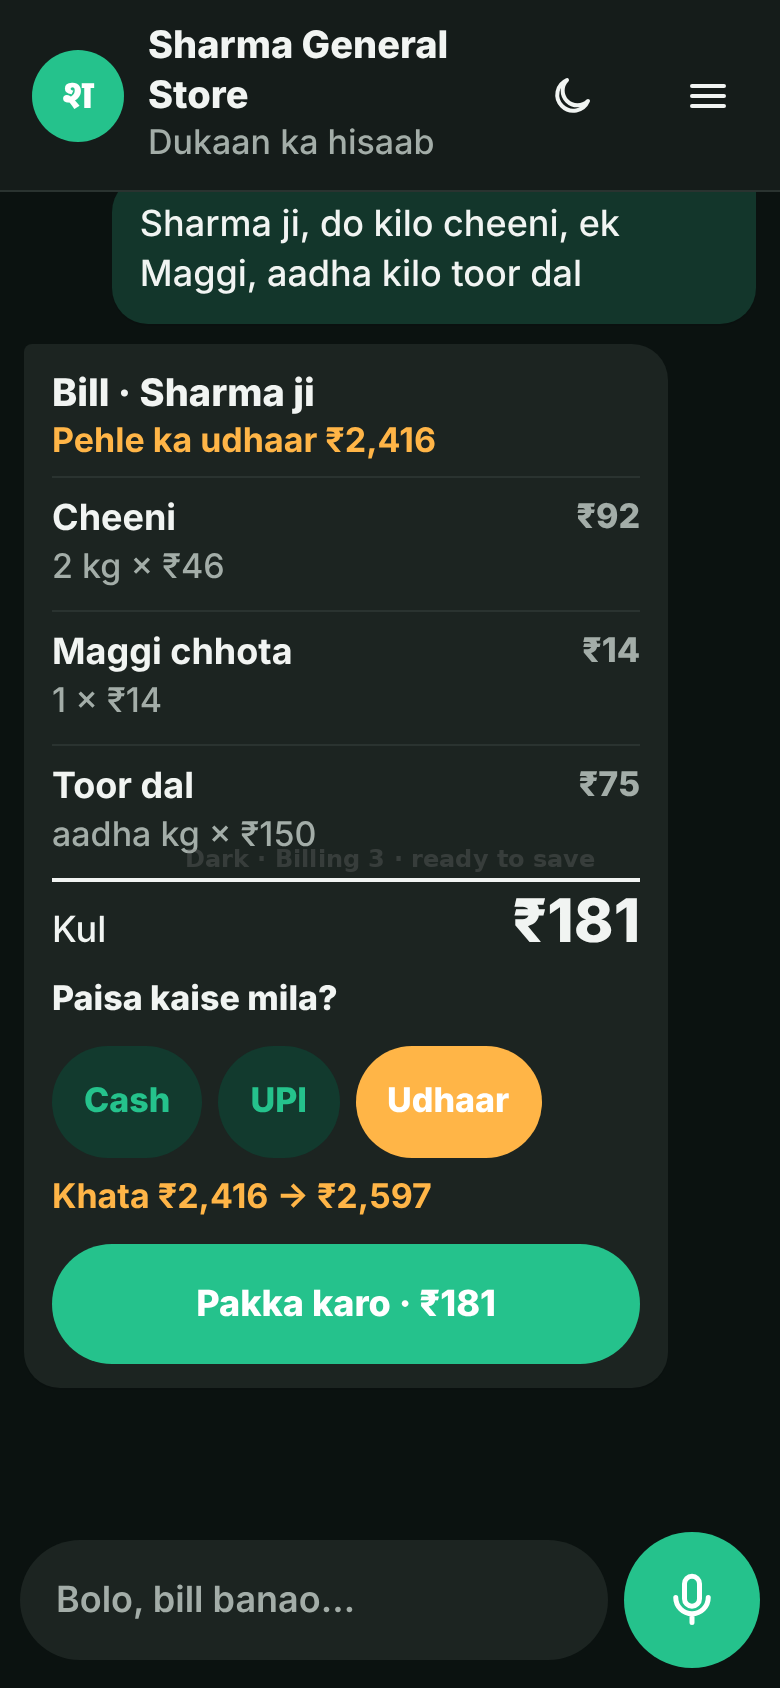 श
Sharma General
Store
Dukaan ka hisaab
Sharma ji, do kilo cheeni, ek
Maggi, aadha kilo toor dal
Bill · Sharma ji
Pehle ka udhaar ₹2,416
Cheeni ₹92
2 kg × ₹46
Maggi chhota ₹14
1 × ₹14
Toor dal ₹75
aadha kg × ₹150
Dark · Billing 3 · ready to save
Kul ₹181
Paisa kaise mila?
Cash UPI Udhaar
Khata ₹2,416 → ₹2,597
Pakka karo · ₹181
Bolo, bill banao...